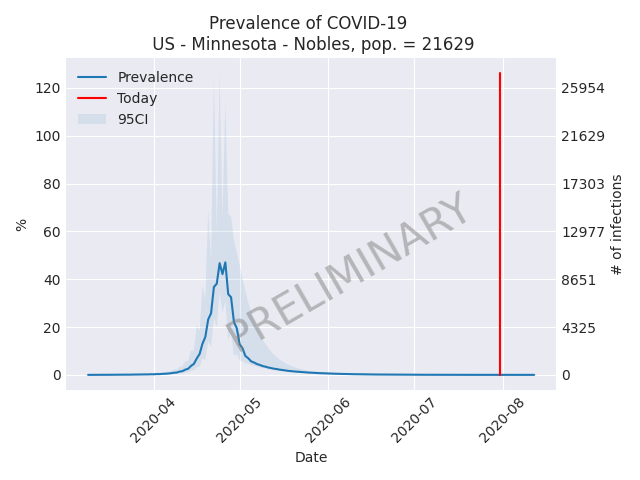 Prevalence of COVID-19
US - Minnesota - Nobles, pop. = 21629
Prevalence
Today
95CI
120
100
80
60
40
20
0
%
25954
21629
17303
12977
8651
4325
0
# of infections
PRELIMINARY
2020-04
2020-05
2020-06
2020-07
2020-08
Date